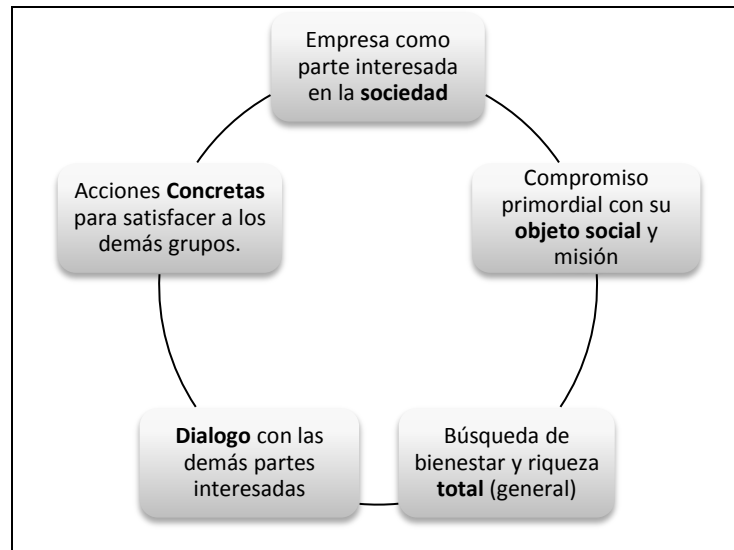 Empresa como
parte interesada
en la sociedad
Compromiso
primordial con su
objeto social y
misión
Búsqueda de
bienestar y riqueza
total (general)
Dialogo con las
demás partes
interesadas
Acciones Concretas
para satisfacer a los
demás grupos.